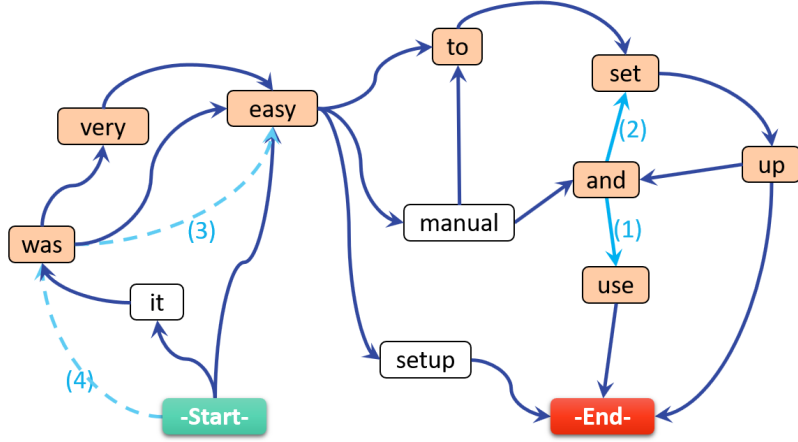 to
set
easy
very
(2)
up
and
manual
(1)
was
(3)
use
it
setup
(4)
-Start-
-End-